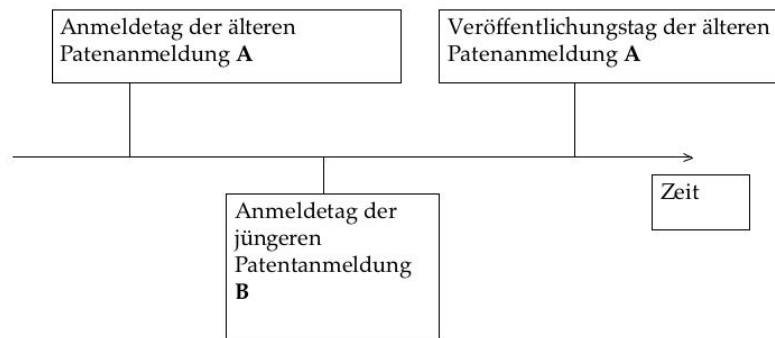 Anmeldetag der älteren
Patenanmeldung A
Veröffentlichungstag der älteren
Patenanmeldung A
Zeit
Anmeldetag der
jüngeren
Patentanmeldung
B